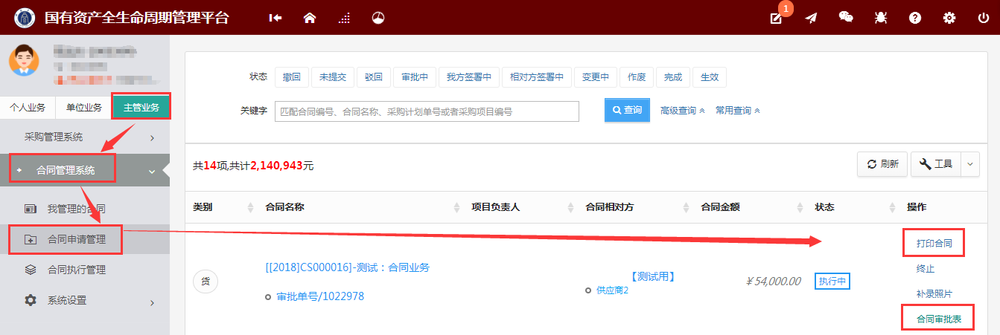 国有资产全生命周期管理平台
1
个人业务 单位业务 主管业务
采购管理系统
合同管理系统
我管理的合同
合同申请管理
合同执行管理
系统设置
状态 撤回 未提交 驳回 审批中 我方签署中 相对方签署中 变更中 作废 完成 生效
关键字 匹配合同编号、合同名称、采购计划单号或者采购项目编号 查询 高级查询 常用查询
共14项,共计2,140,943元 刷新 工具
类别 合同名称 项目负责人 合同相对方 合同金额 状态 操作
货 [[2018]CS000016]-测试：合同业务
审批单号/1022978
【测试用】
供应商2
￥54,000.00
执行中
打印合同
终止
补录照片
合同审批表